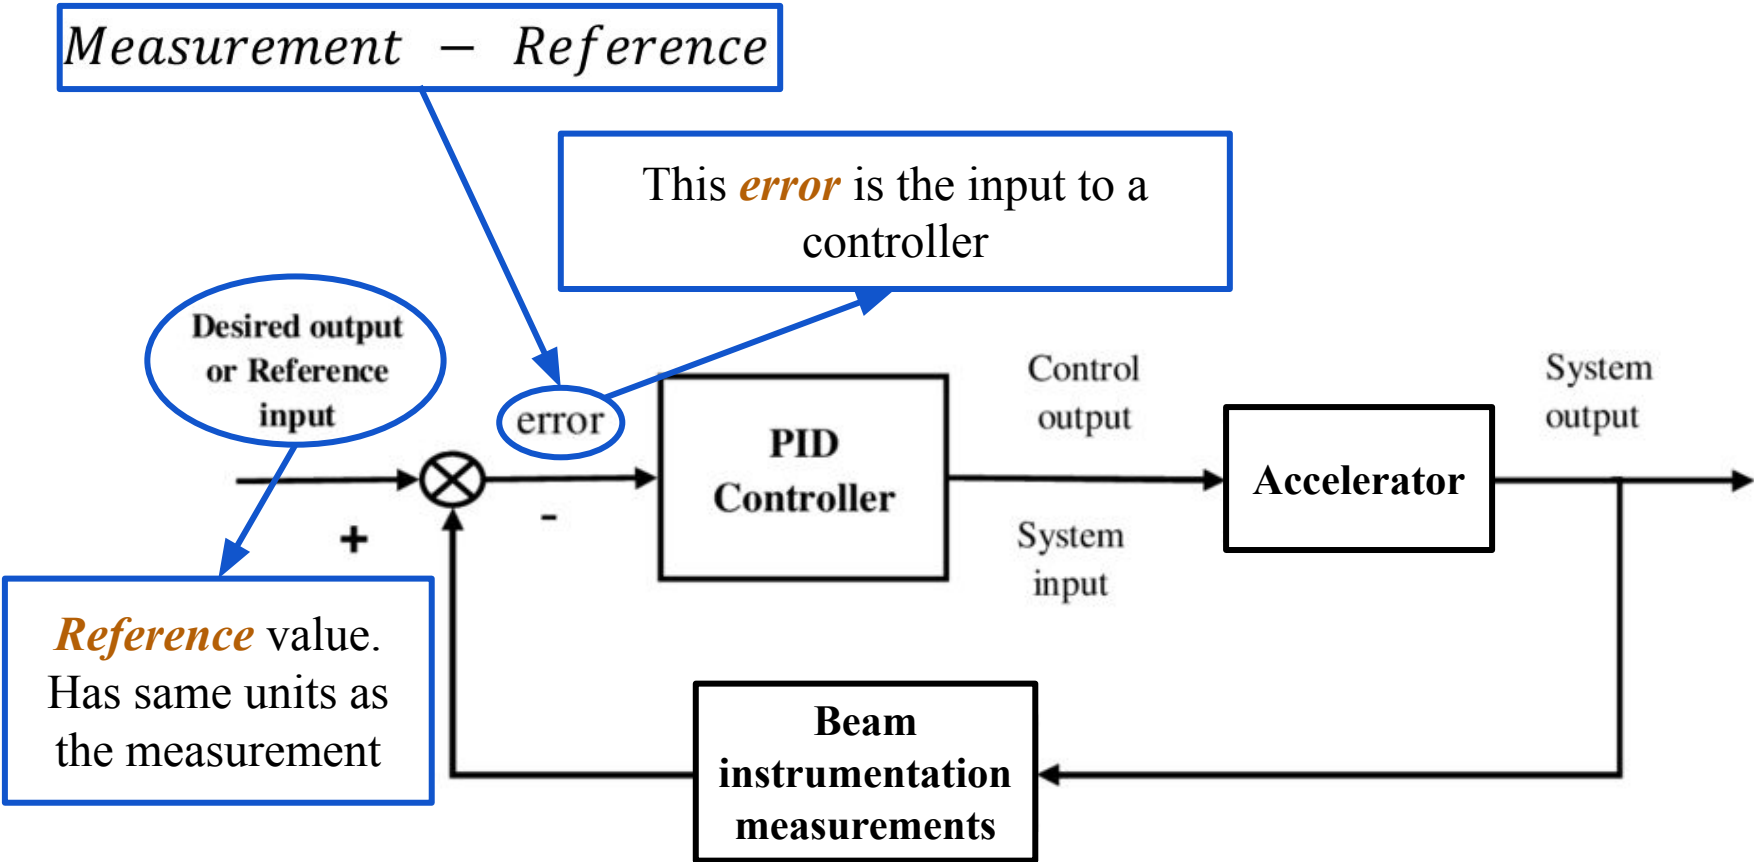 Measurement − Reference
This error is the input to a
controller
Desired output
or Reference
input
error
Control
output
System
output
PID
Controller
Accelerator
+
-
System
input
Reference value.
Has same units as
the measurement
Beam
instrumentation
measurements